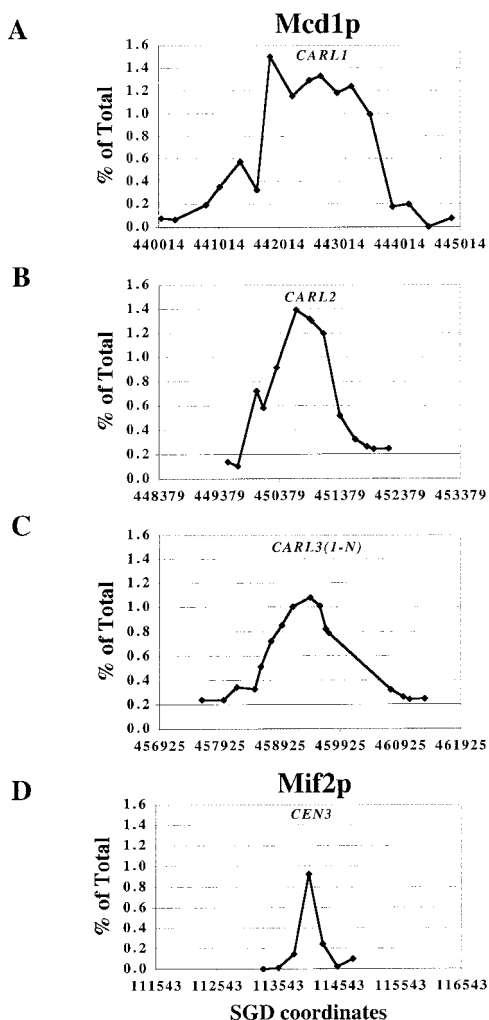 A
Mcd1p
CARL1
% of Total
1.6
1.4
1.2
1.0
0.8
0.6
0.4
0.2
0.0
440014 441014 442014 443014 444014 445014
B
CARL2
% of Total
1.6
1.4
1.2
1.0
0.8
0.6
0.4
0.2
0.0
448379 449379 450379 451379 452379 453379
C
CARL3(1-N)
% of Total
1.6
1.4
1.2
1.0
0.8
0.6
0.4
0.2
0.0
456925 457925 458925 459925 460925 461925
D
Mif2p
CEN3
% of Total
1.6
1.4
1.2
1.0
0.8
0.6
0.4
0.2
0.0
111543 112543 113543 114543 115543 116543
SGD coordinates